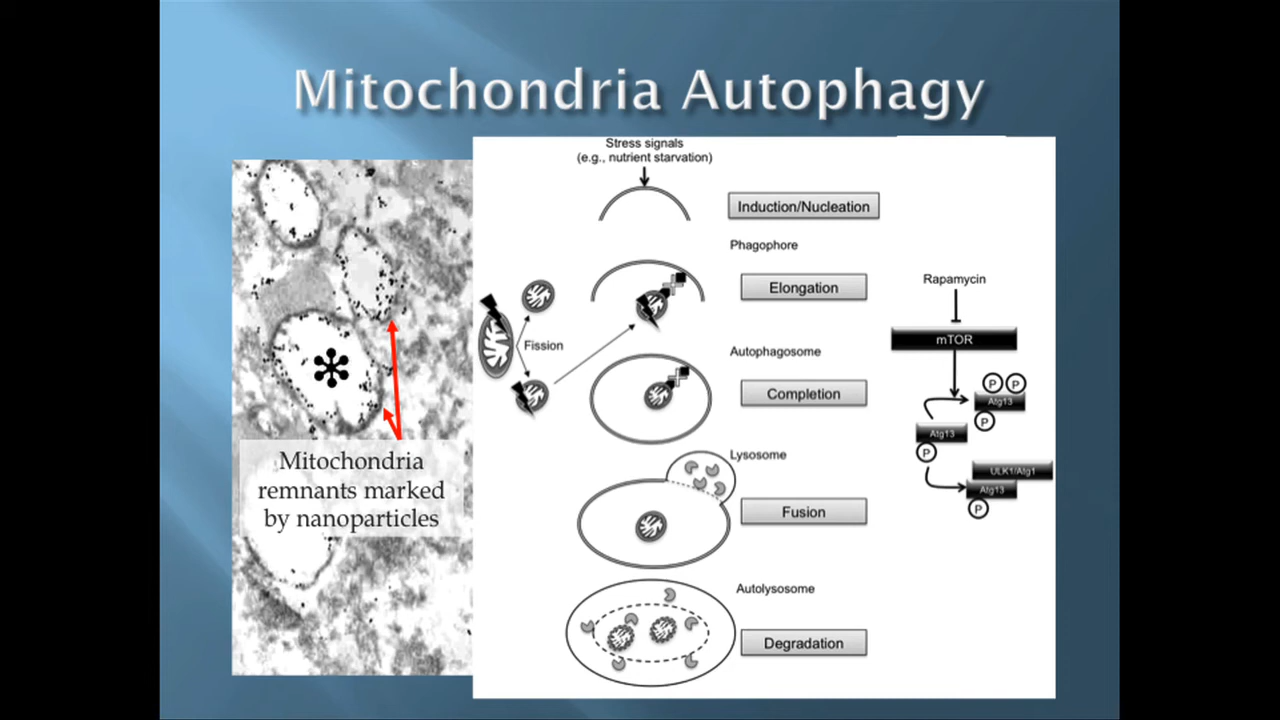 Mitochondria Autophagy
Mitochondria
remnants marked
by nanoparticles
Stress signals
(e.g., nutrient starvation)
Induction/Nucleation
Phagophore
Elongation
Fission
Autophagosome
Completion
Lysosome
Fusion
Autolysosome
Degradation
Rapamycin
mTOR
P P
Atg13
P
Atg13
P
ULK1/Atg1
Atg13
P